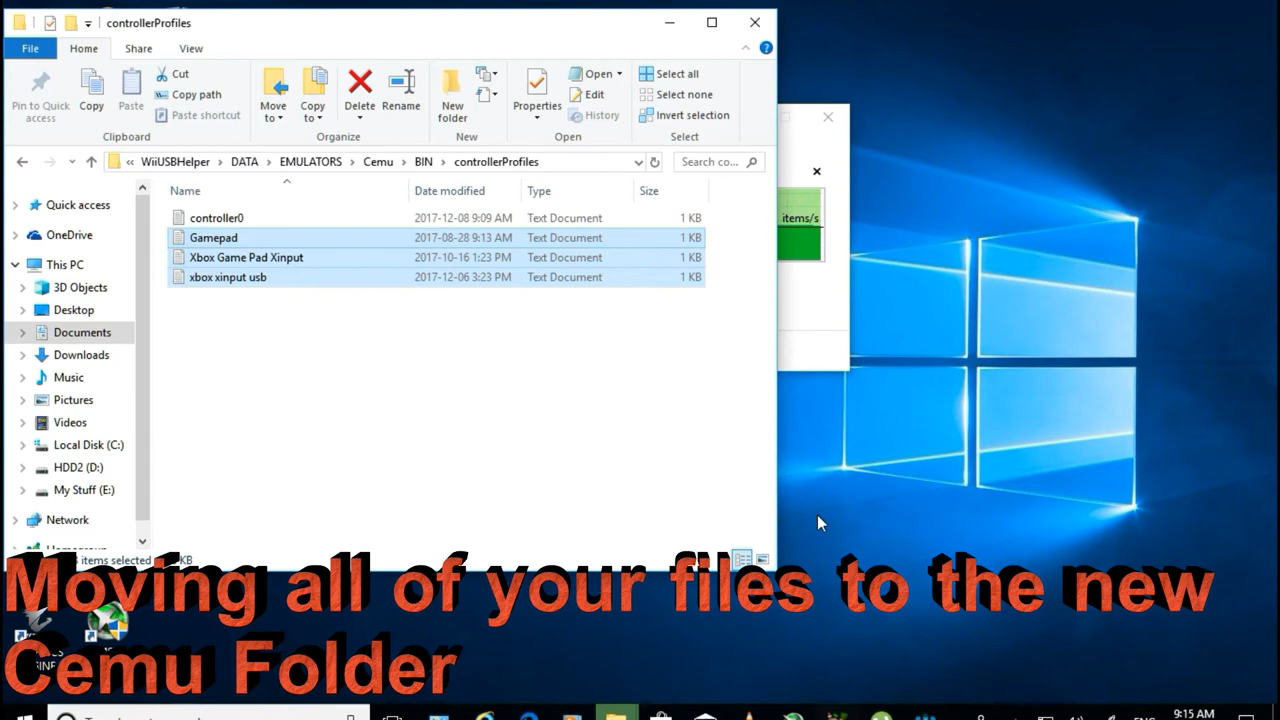 controllerProfiles
File Home Share View
Cut
Copy path
Paste shortcut
Pin to Quick access
Copy
Paste
Move to
Copy to
Delete
Rename
New folder
Properties
Open
Edit
History
Select all
Select none
Invert selection
Clipboard Organize New Open Select
« WiiUSBHelper > DATA > EMULATORS > Cemu > BIN > controllerProfiles
Search co...
Name Date modified Type Size
controller0 2017-12-08 9:09 AM Text Document 1 KB
Gamepad 2017-08-28 9:13 AM Text Document 1 KB
Xbox Game Pad Xinput 2017-10-16 1:23 PM Text Document 1 KB
xbox xinput usb 2017-12-06 3:23 PM Text Document 1 KB
Quick access
OneDrive
This PC
3D Objects
Desktop
Documents
Downloads
Music
Pictures
Videos
Local Disk (C:)
HDD2 (D:)
My Stuff (E:)
Network
items/s
items selected
KB
Moving all of your files to the new
Cemu Folder
9:15 AM